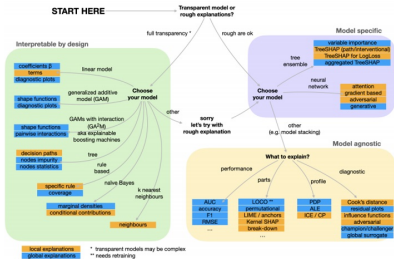 START HERE
Transparent model or
rough explanations?
full transparency *
rough are ok
Interpretable by design
coefficients β
terms
diagnostic plots
linear model
shape functions
diagnostic plots
generalized additive
model (GAM)
shape functions
pairwise interactions
GAMs with interaction
(GA²M)
aka explainable
boosting machines
Choose
your model
other
sorry
let's try with
rough explanation
decision paths
nodes impurity
nodes statistics
tree
rule
based
specific rule
coverage
naive Bayes
marginal densities
conditional contributions
k nearest
neighbours
neighbours
local explanations
global explanations
* transparent models may be complex
** needs retraining
Model specific
Choose
your model
tree
ensemble
variable importance
TreeSHAP (path/interventional)
TreeSHAP for LogLoss
aggregated TreeSHAP
neural
network
attention
gradient based
adversarial
generative
other
(e.g. model stacking)
Model agnostic
What to explain?
performance
parts
profile
diagnostic
AUC
accuracy
F1
RMSE
...
LOCO **
permutational
LIME / anchors
Kernel SHAP
break-down
...
PDP
ALE
ICE / CP
Cook's distance
residual plots
influence functions
adversarial
champion/challenger
global surrogate